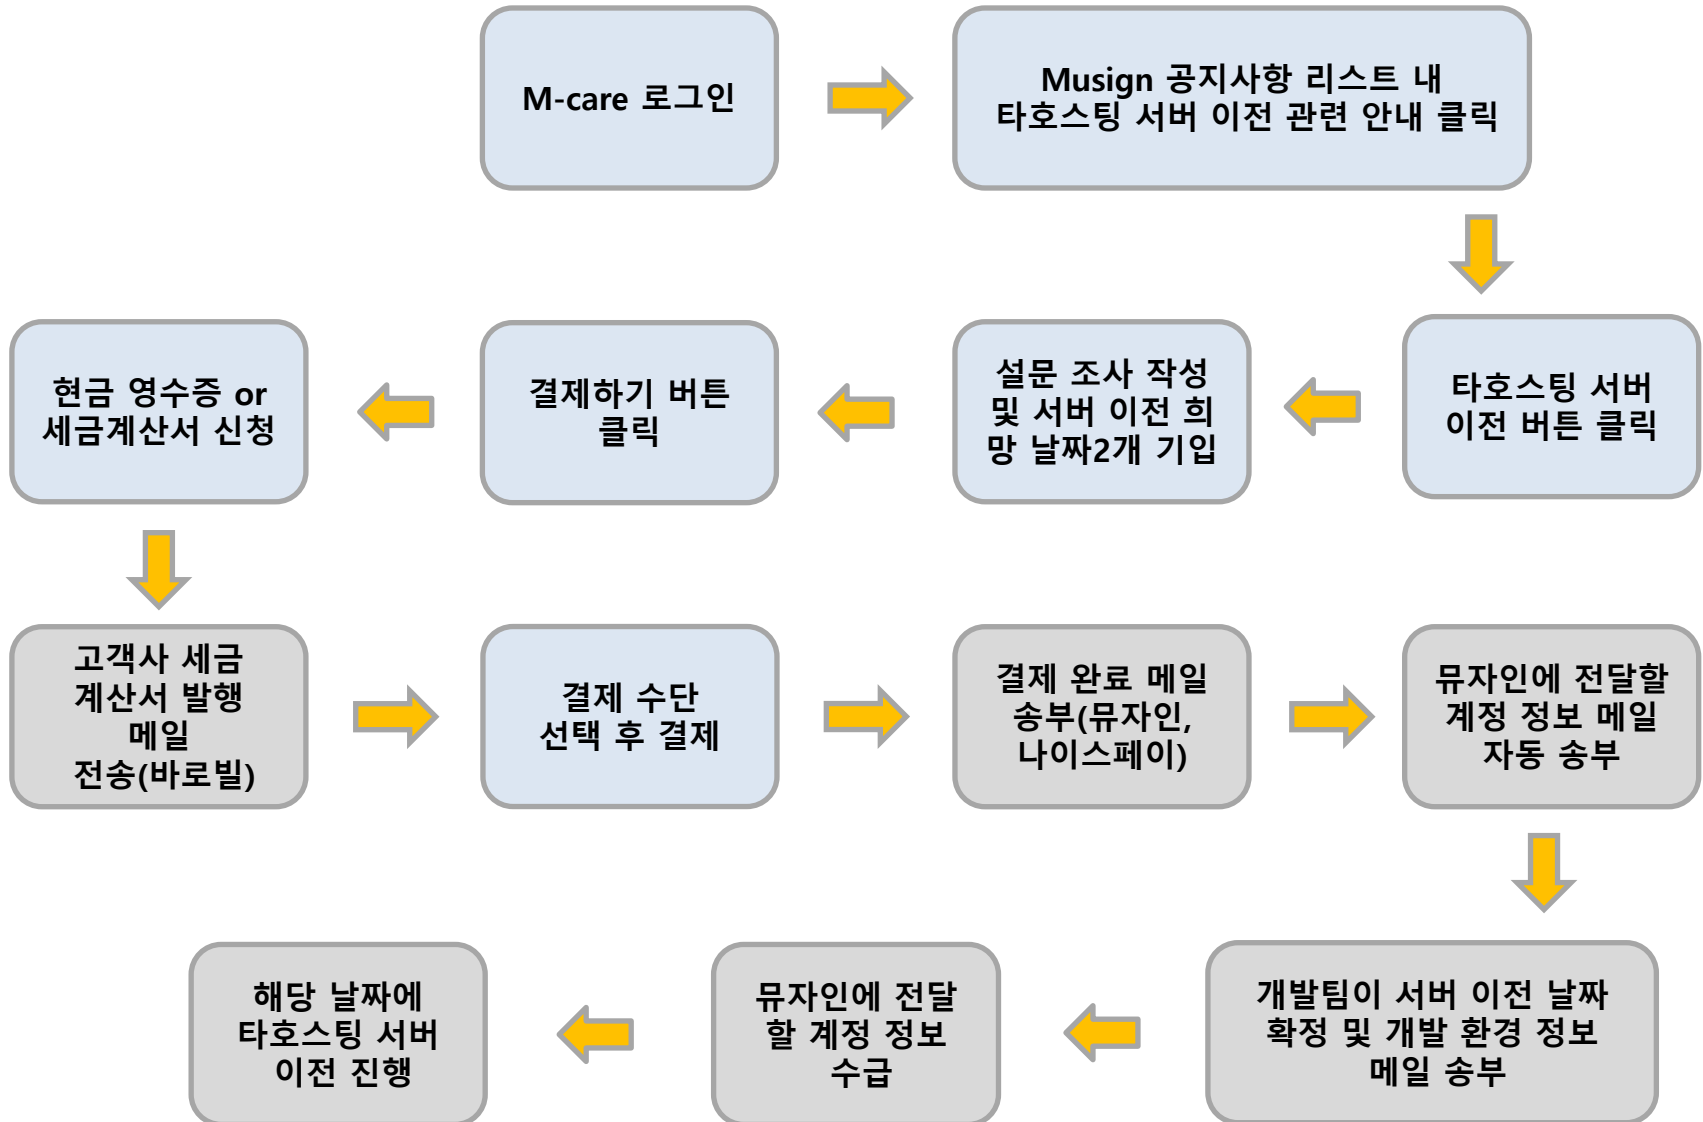 M-care 로그인
Musign 공지사항 리스트 내
타호스팅 서버 이전 관련 안내 클릭
타호스팅 서버
이전 버튼 클릭
설문 조사 작성
및 서버 이전 희
망 날짜2개 기입
결제하기 버튼
클릭
현금 영수증 or
세금계산서 신청
고객사 세금
계산서 발행
메일
전송(바로빌)
결제 수단
선택 후 결제
결제 완료 메일
송부(뮤자인,
나이스페이)
뮤자인에 전달할
계정 정보 메일
자동 송부
개발팀이 서버 이전 날짜
확정 및 개발 환경 정보
메일 송부
뮤자인에 전달
할 계정 정보
수급
해당 날짜에
타호스팅 서버
이전 진행